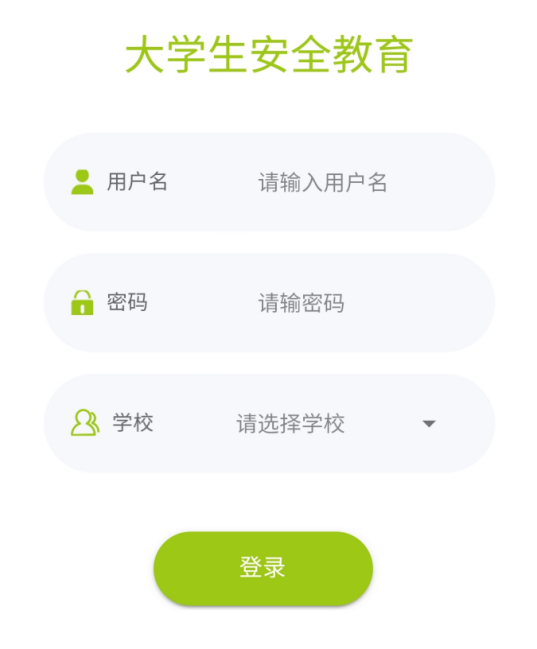 大学生安全教育
用户名 请输入用户名
密码 请输密码
学校 请选择学校
登录